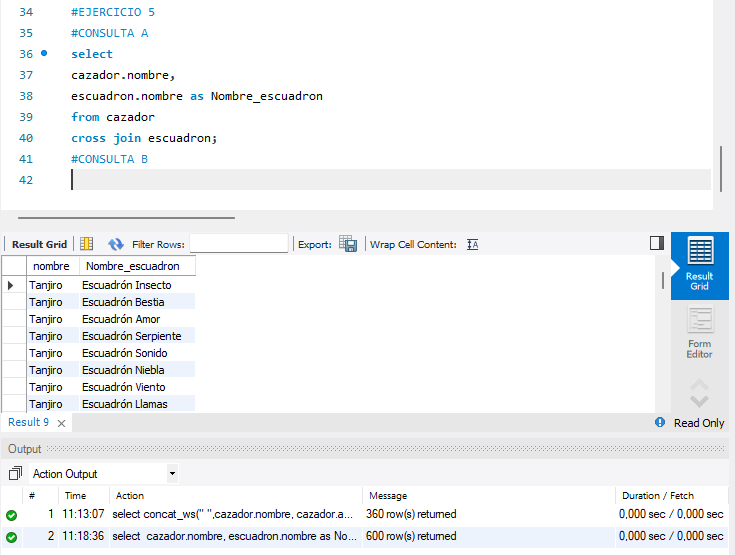 34 #EJERCICIO 5
35 #CONSULTA A
36 select
37 cazador.nombre,
38 escuadron.nombre as Nombre_escuadron
39 from cazador
40 cross join escuadron;
41 #CONSULTA B
42
Result Grid Filter Rows: Export: Wrap Cell Content:
nombre Nombre_escuadron
Tanjiro Escuadrón Insecto
Tanjiro Escuadrón Bestia
Tanjiro Escuadrón Amor
Tanjiro Escuadrón Serpiente
Tanjiro Escuadrón Sonido
Tanjiro Escuadrón Niebla
Tanjiro Escuadrón Viento
Tanjiro Escuadrón Llamas
Result
Grid
Form
Editor
Result 9 Read Only
Output
Action Output
# Time Action Message Duration / Fetch
1 11:13:07 select concat_ws(" ",cazador.nombre, cazador.a... 360 row(s) returned 0,000 sec / 0,000 sec
2 11:18:36 select cazador.nombre, escuadron.nombre as No... 600 row(s) returned 0,000 sec / 0,000 sec